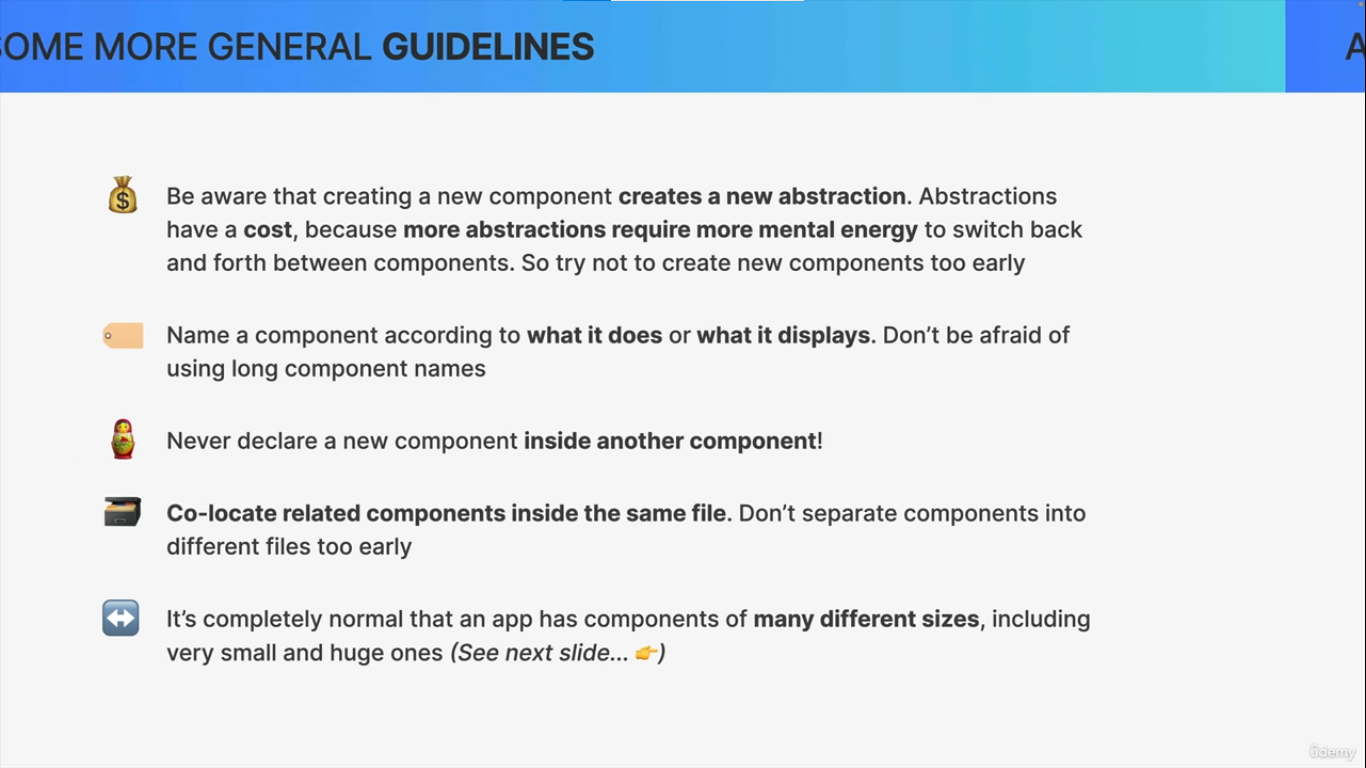 SOME MORE GENERAL GUIDELINES
A
Be aware that creating a new component creates a new abstraction. Abstractions
have a cost, because more abstractions require more mental energy to switch back
and forth between components. So try not to create new components too early
Name a component according to what it does or what it displays. Don’t be afraid of
using long component names
Never declare a new component inside another component!
Co-locate related components inside the same file. Don’t separate components into
different files too early
It’s completely normal that an app has components of many different sizes, including
very small and huge ones (See next slide... 👉)
ûdemy